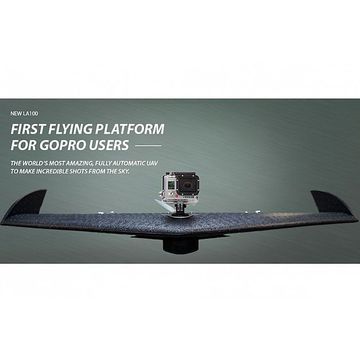 NEW LA100
FIRST FLYING PLATFORM
FOR GOPRO USERS
THE WORLD'S MOST AMAZING, FULLY AUTOMATIC UAV
TO MAKE INCREDIBLE SHOTS FROM THE SKY.